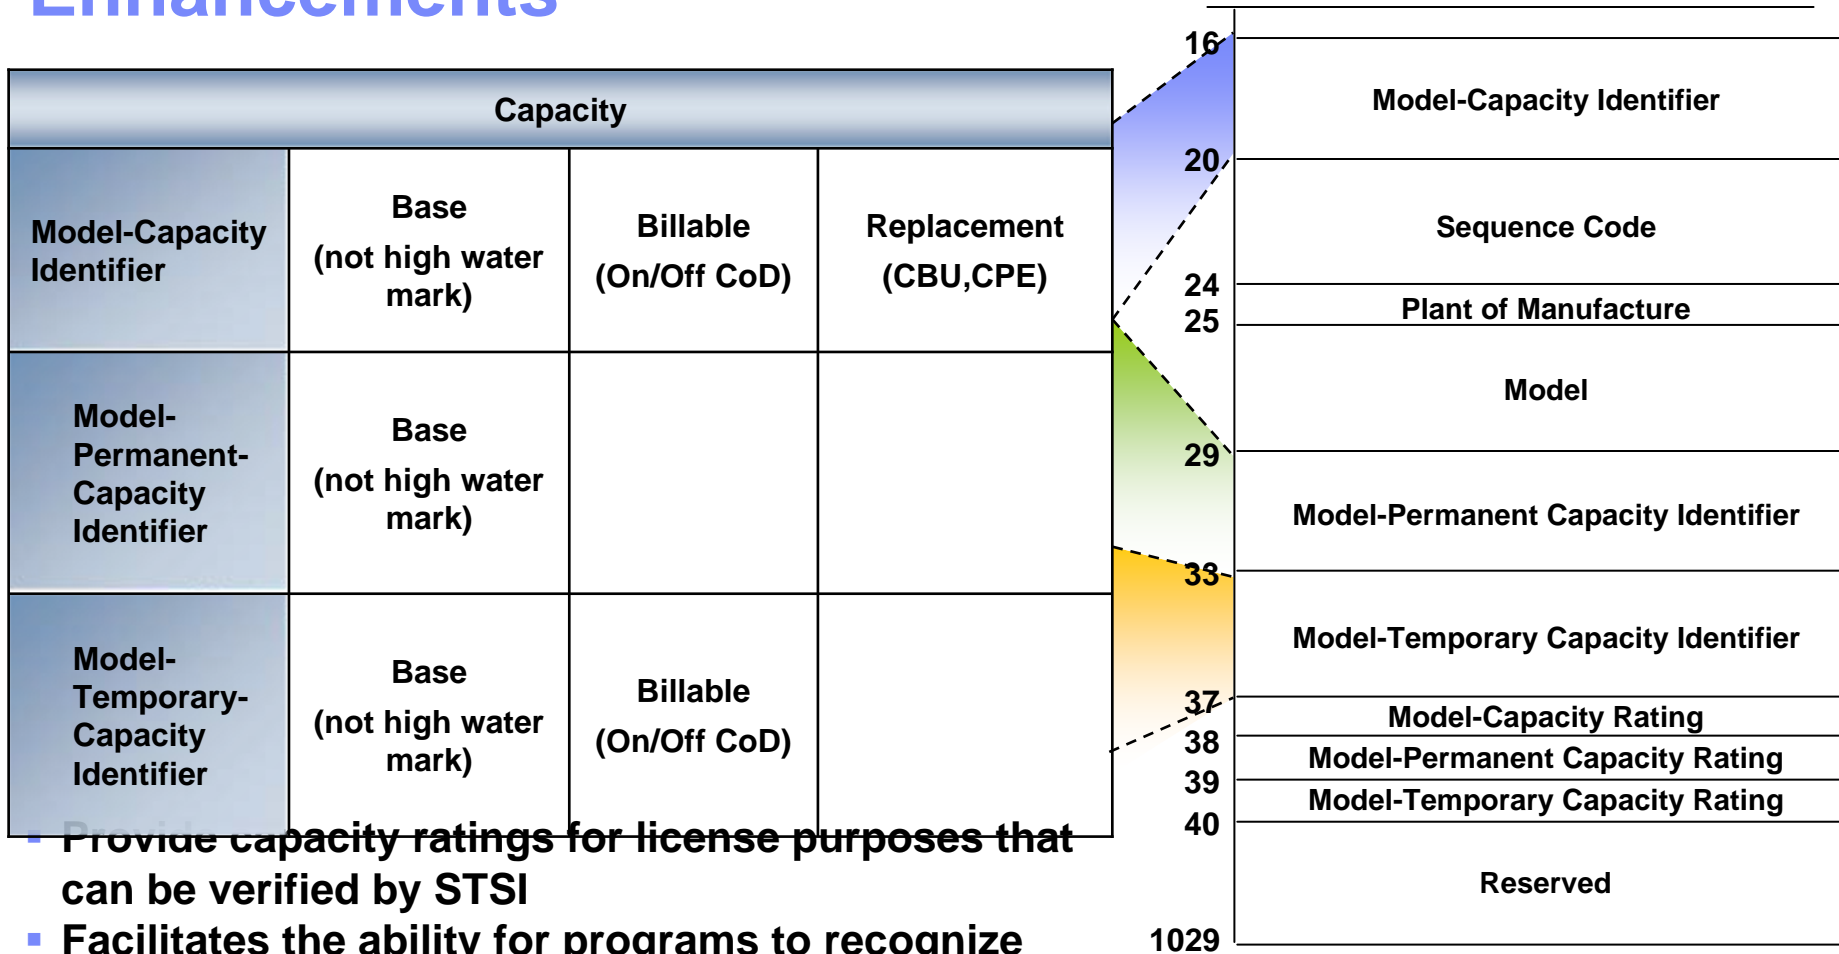 Enhancements
Capacity
Model-Capacity
Identifier
Base
(not high water
mark)
Billable
(On/Off CoD)
Replacement
(CBU,CPE)
Model-
Permanent-
Capacity
Identifier
Base
(not high water
mark)
Model-
Temporary-
Capacity
Identifier
Base
(not high water
mark)
Billable
(On/Off CoD)
Provide capacity ratings for license purposes that
can be verified by STSI
Facilitates the ability for programs to recognize
16
Model-Capacity Identifier
20
Sequence Code
24
Plant of Manufacture
25
Model
29
Model-Permanent Capacity Identifier
33
Model-Temporary Capacity Identifier
37
Model-Capacity Rating
38
Model-Permanent Capacity Rating
39
Model-Temporary Capacity Rating
40
Reserved
1029